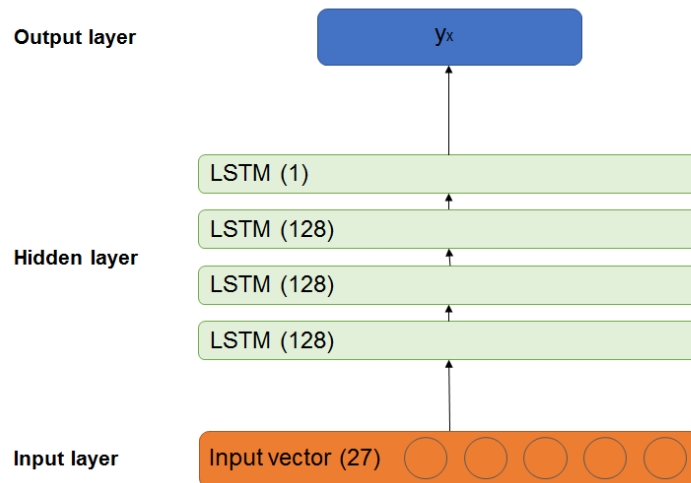 Output layer
yx
LSTM (1)
LSTM (128)
Hidden layer
LSTM (128)
LSTM (128)
Input layer
Input vector (27)